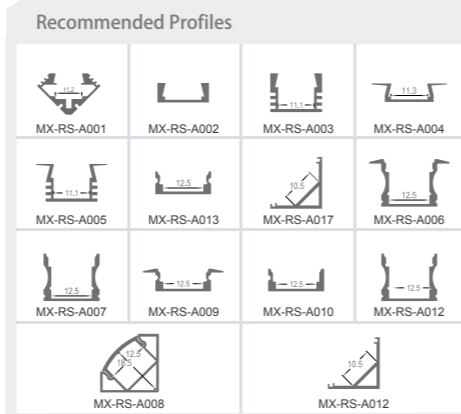 Recommended Profiles
11.2
11.1
11.3
MX-RS-A001 MX-RS-A002 MX-RS-A003 MX-RS-A004
11.1
12.5
10.5
12.5
MX-RS-A005 MX-RS-A013 MX-RS-A017 MX-RS-A006
12.5
12.5
12.5
12.5
MX-RS-A007 MX-RS-A009 MX-RS-A010 MX-RS-A012
12.5
18.5
10.5
MX-RS-A008 MX-RS-A012